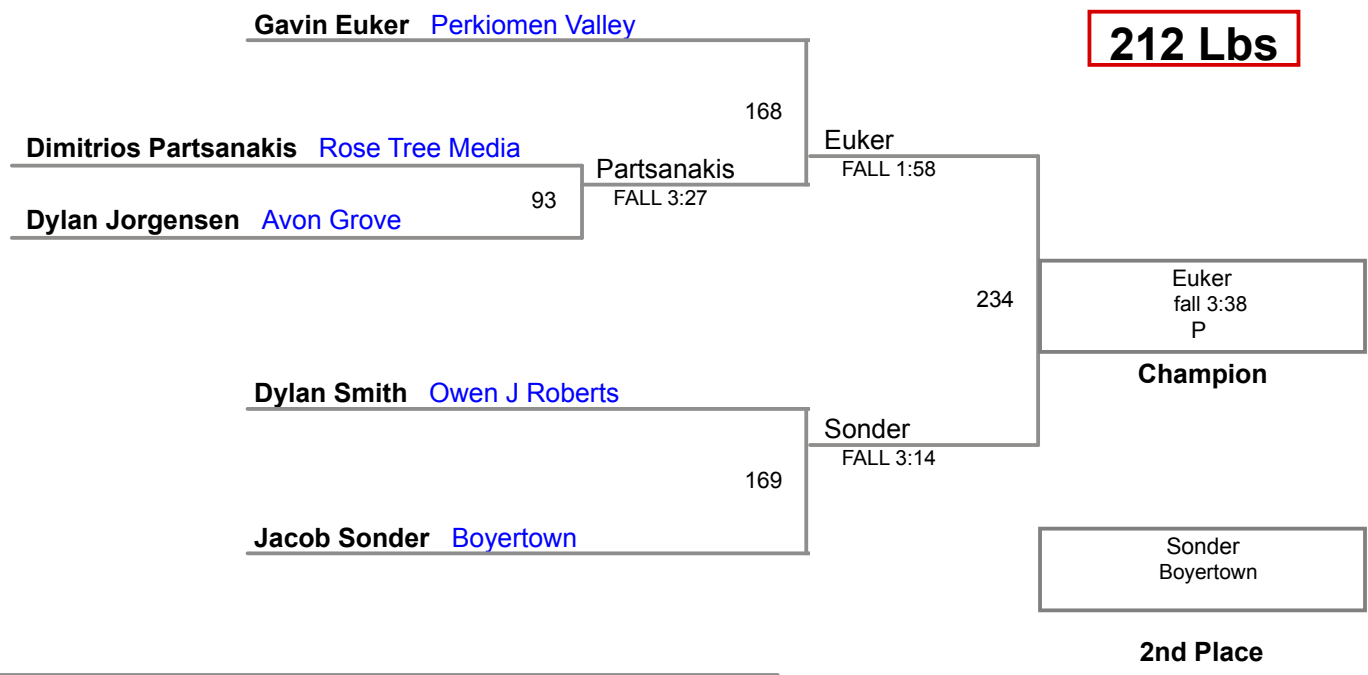 Gavin Euker Perkiomen Valley
212 Lbs
168
Dimitrios Partsanakis Rose Tree Media
Euker
FALL 1:58
Partsanakis
FALL 3:27
93
Dylan Jorgensen Avon Grove
Euker
fall 3:38
P
234
Champion
Dylan Smith Owen J Roberts
Sonder
FALL 3:14
169
Jacob Sonder Boyertown
Sonder
Boyertown
2nd Place